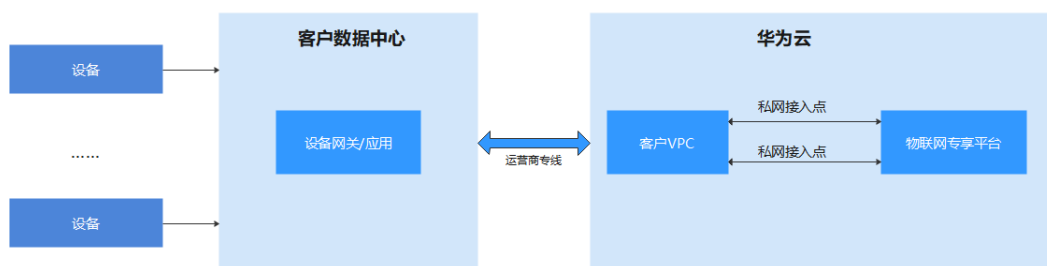 客户数据中心
华为云
设备
……
设备
设备网关/应用
运营商专线
客户VPC
私网接入点
私网接入点
物联网专享平台